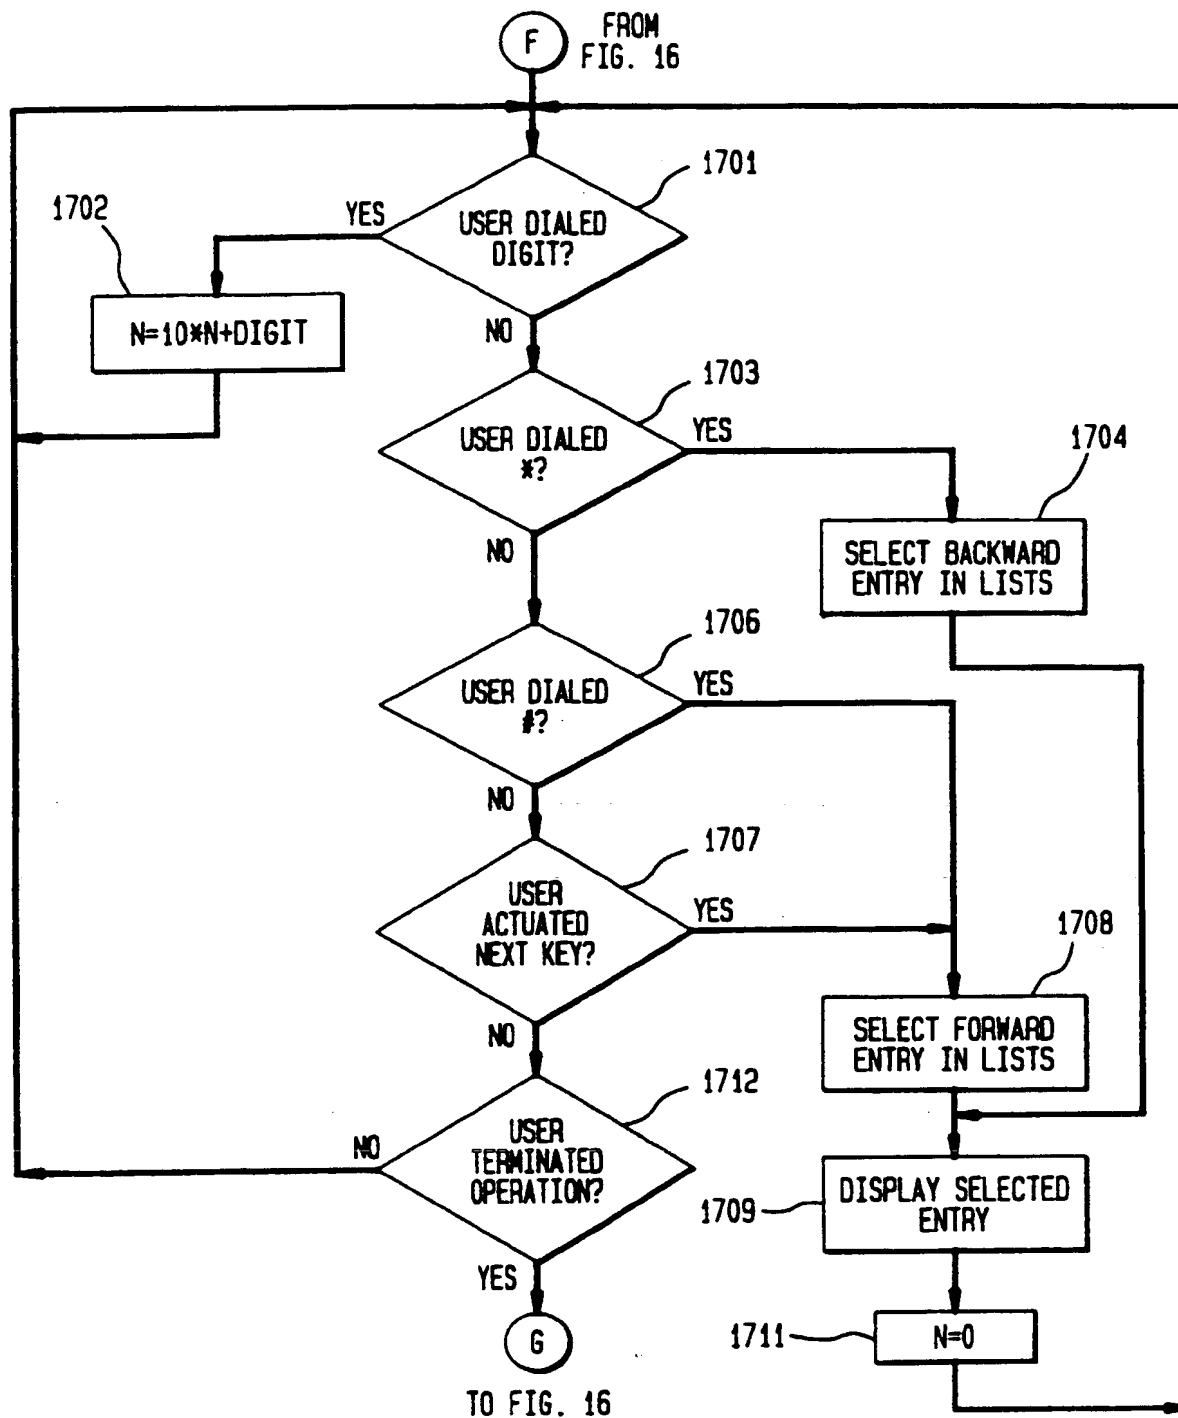 F
FROM
FIG. 16
1701
1702
YES
USER DIALED
DIGIT?
N=10*N+DIGIT
NO
1703
USER DIALED
*?
YES
1704
NO
SELECT BACKWARD
ENTRY IN LISTS
1706
USER DIALED
#?
YES
NO
1707
USER
ACTUATED
NEXT KEY?
YES
1708
NO
SELECT FORWARD
ENTRY IN LISTS
1712
NO
USER
TERMINATED
OPERATION?
1709
DISPLAY SELECTED
ENTRY
YES
G
1711
N=0
TO FIG. 16